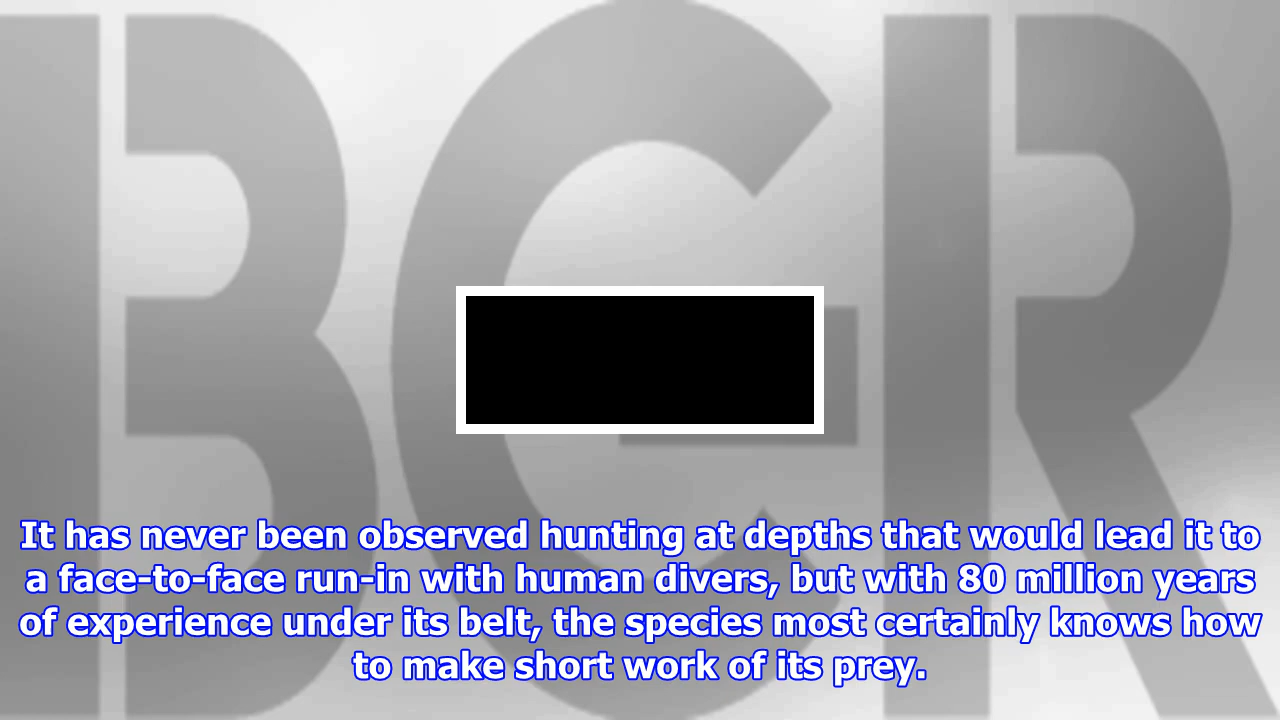 BGR
It has never been observed hunting at depths that would lead it to
a face-to-face run-in with human divers, but with 80 million years
of experience under its belt, the species most certainly knows how
to make short work of its prey.